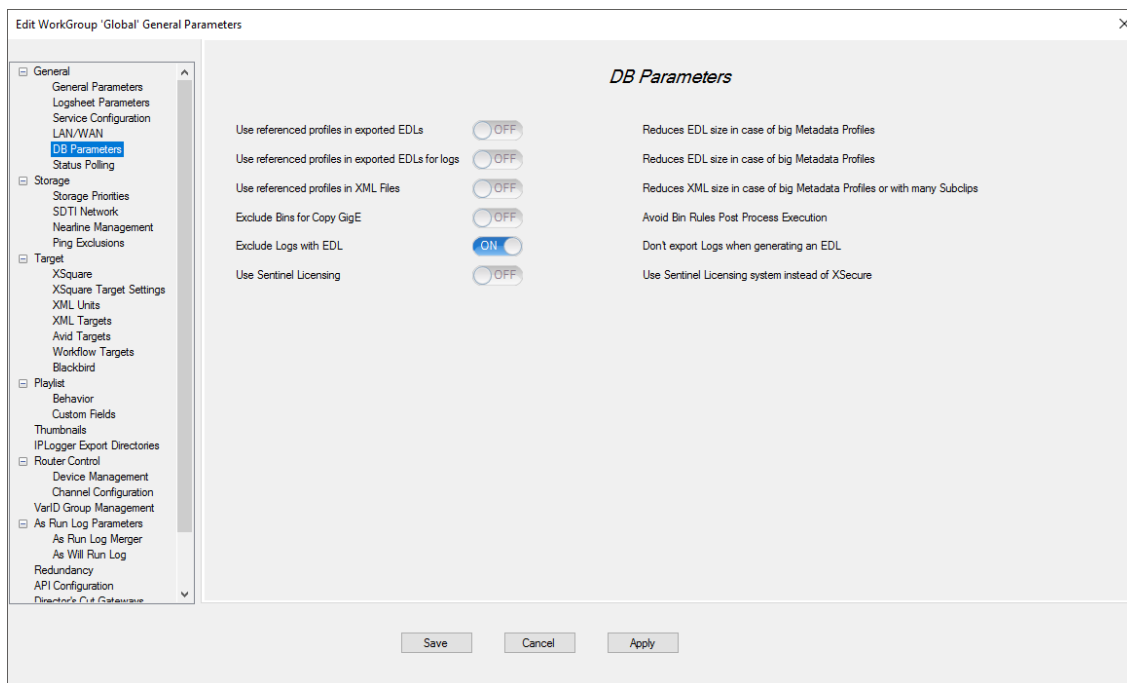 Edit WorkGroup 'Global' General Parameters
General
General Parameters
Logsheet Parameters
Service Configuration
LAN/WAN
DB Parameters
Status Polling
Storage
Storage Priorities
SDTI Network
Nearline Management
Ping Exclusions
Target
XSquare
XSquare Target Settings
XML Units
XML Targets
Avid Targets
Workflow Targets
Blackbird
Playlist
Behavior
Custom Fields
Thumbnails
IPLogger Export Directories
Router Control
Device Management
Channel Configuration
VarID Group Management
As Run Log Parameters
As Run Log Merger
As Will Run Log
Redundancy
API Configuration
Director's Cut Gateways
DB Parameters
Use referenced profiles in exported EDLs OFF Reduces EDL size in case of big Metadata Profiles
Use referenced profiles in exported EDLs for logs OFF Reduces EDL size in case of big Metadata Profiles
Use referenced profiles in XML Files OFF Reduces XML size in case of big Metadata Profiles or with many Subclips
Exclude Bins for Copy GigE OFF Avoid Bin Rules Post Process Execution
Exclude Logs with EDL ON Don't export Logs when generating an EDL
Use Sentinel Licensing OFF Use Sentinel Licensing system instead of XSecure
Save Cancel Apply